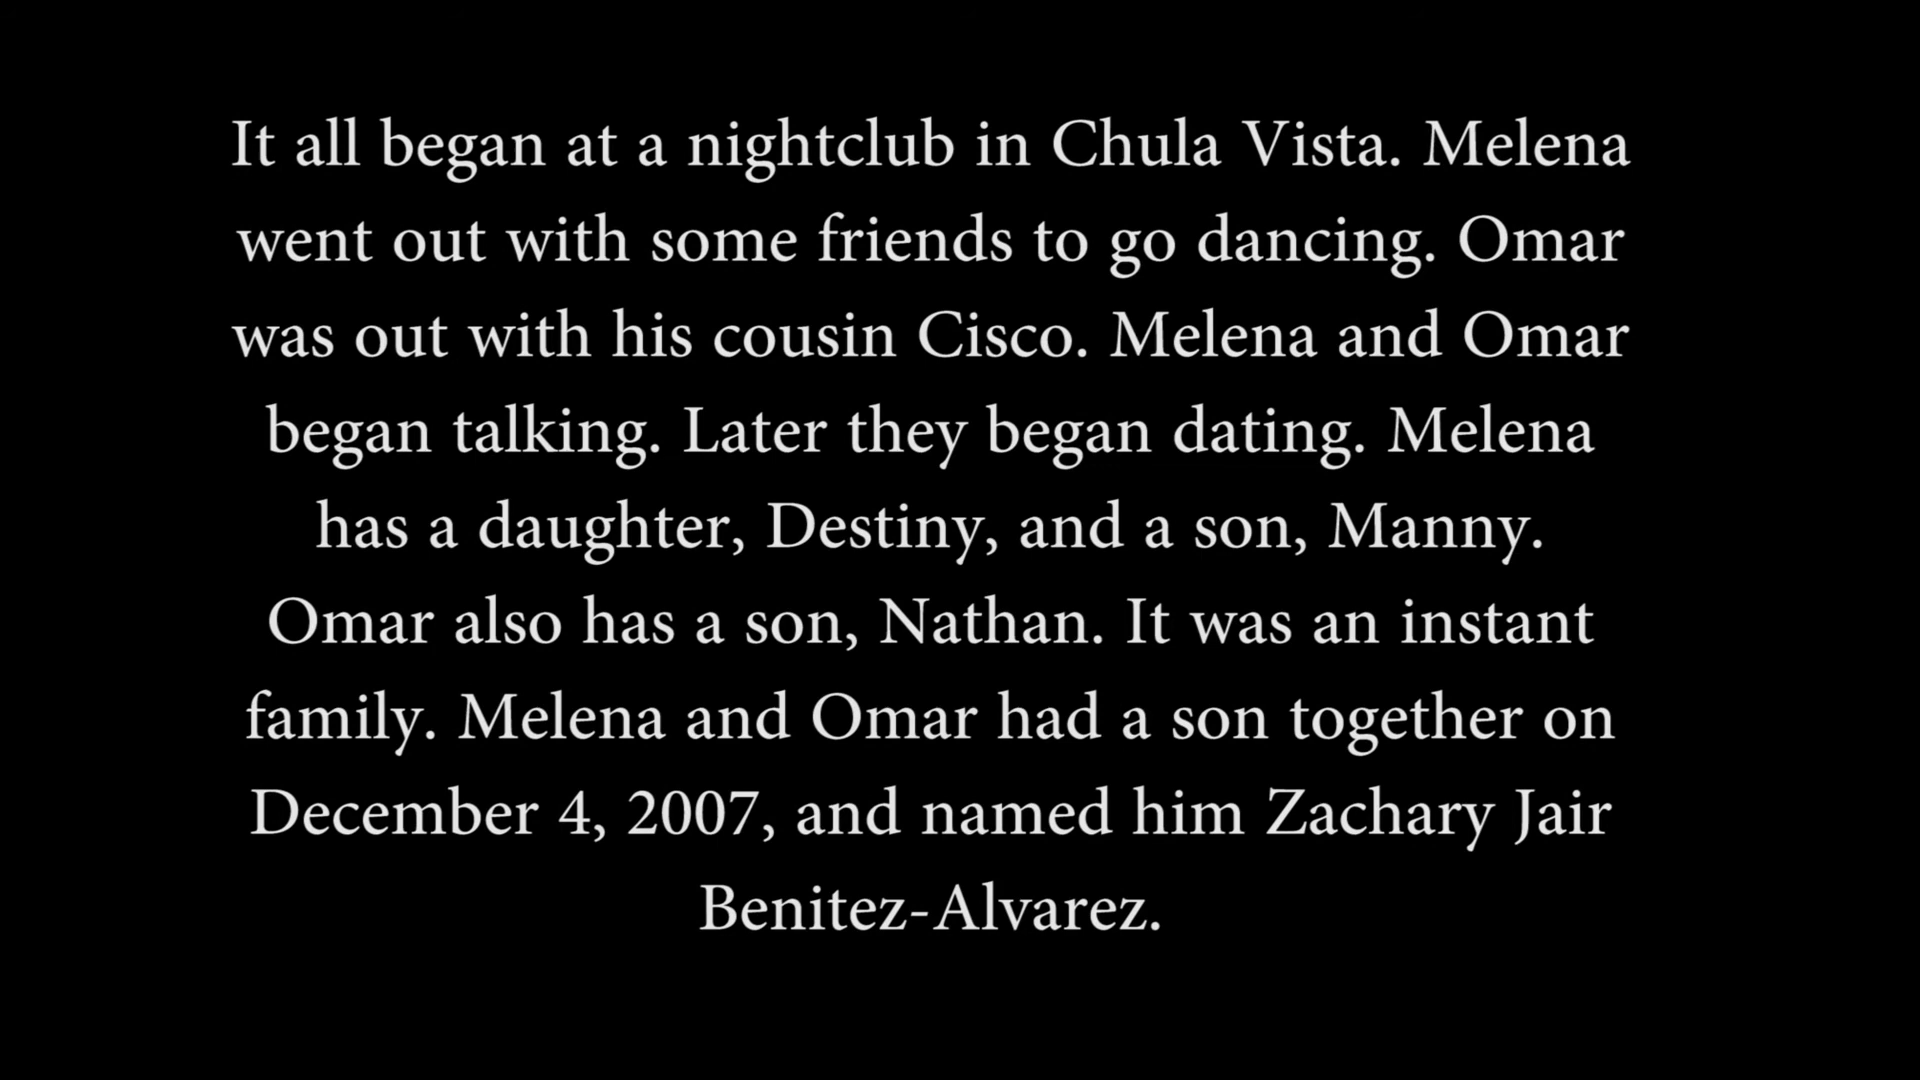 It all began at a nightclub in Chula Vista. Melena
went out with some friends to go dancing. Omar
was out with his cousin Cisco. Melena and Omar
began talking. Later they began dating. Melena
has a daughter, Destiny, and a son, Manny.
Omar also has a son, Nathan. It was an instant
family. Melena and Omar had a son together on
December 4, 2007, and named him Zachary Jair
Benitez-Alvarez.